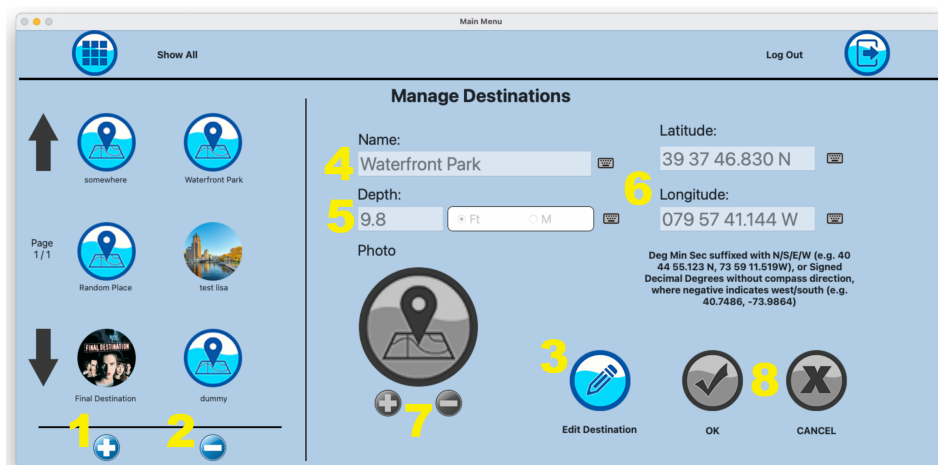 Main Menu
Show All
Log Out
Manage Destinations
somewhere
Waterfront Park
Page
1 / 1
Random Place
test lisa
FINAL DESTINATION
Final Destination
dummy
1
2
Name:
4
Waterfront Park
Depth:
5
9.8
Ft
M
Photo
7
Latitude:
39 37 46.830 N
6
Longitude:
079 57 41.144 W
Deg Min Sec suffixed with N/S/E/W (e.g. 40
44 55.123 N, 73 59 11.519W), or Signed
Decimal Degrees without compass direction,
where negative indicates west/south (e.g.
40.7486, -73.9864)
3
8
X
Edit Destination
OK
CANCEL